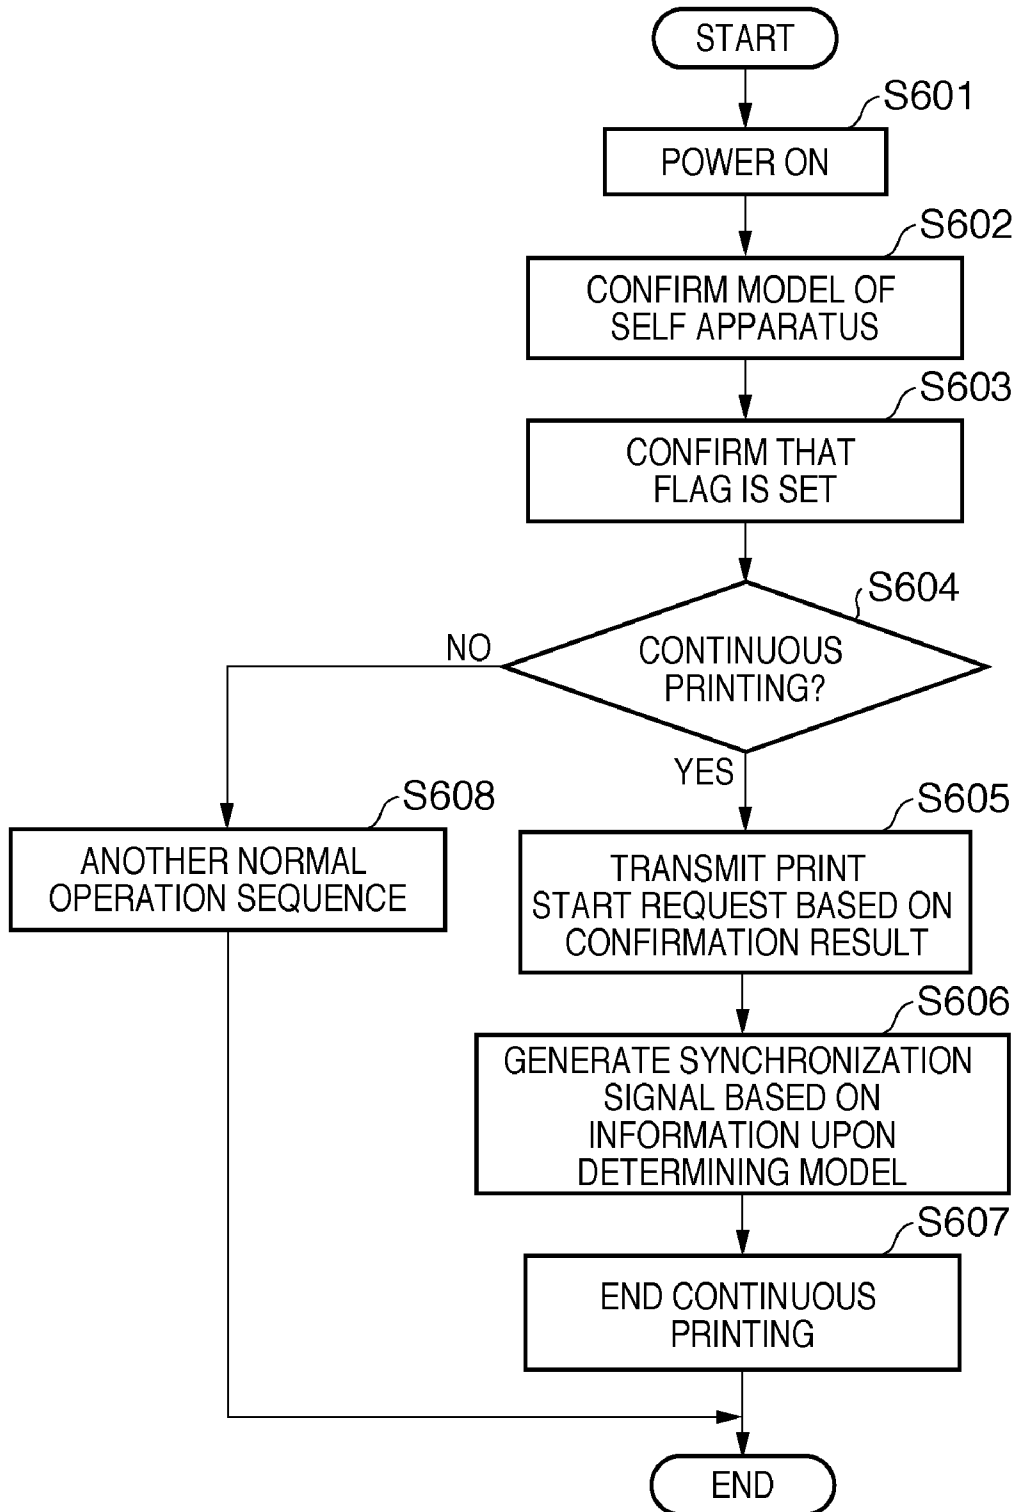 START
S601
POWER ON
S602
CONFIRM MODEL OF
SELF APPARATUS
S603
CONFIRM THAT
FLAG IS SET
S604
CONTINUOUS
PRINTING?
NO
YES
S608
ANOTHER NORMAL
OPERATION SEQUENCE
S605
TRANSMIT PRINT
START REQUEST BASED ON
CONFIRMATION RESULT
S606
GENERATE SYNCHRONIZATION
SIGNAL BASED ON
INFORMATION UPON
DETERMINING MODEL
S607
END CONTINUOUS
PRINTING
END